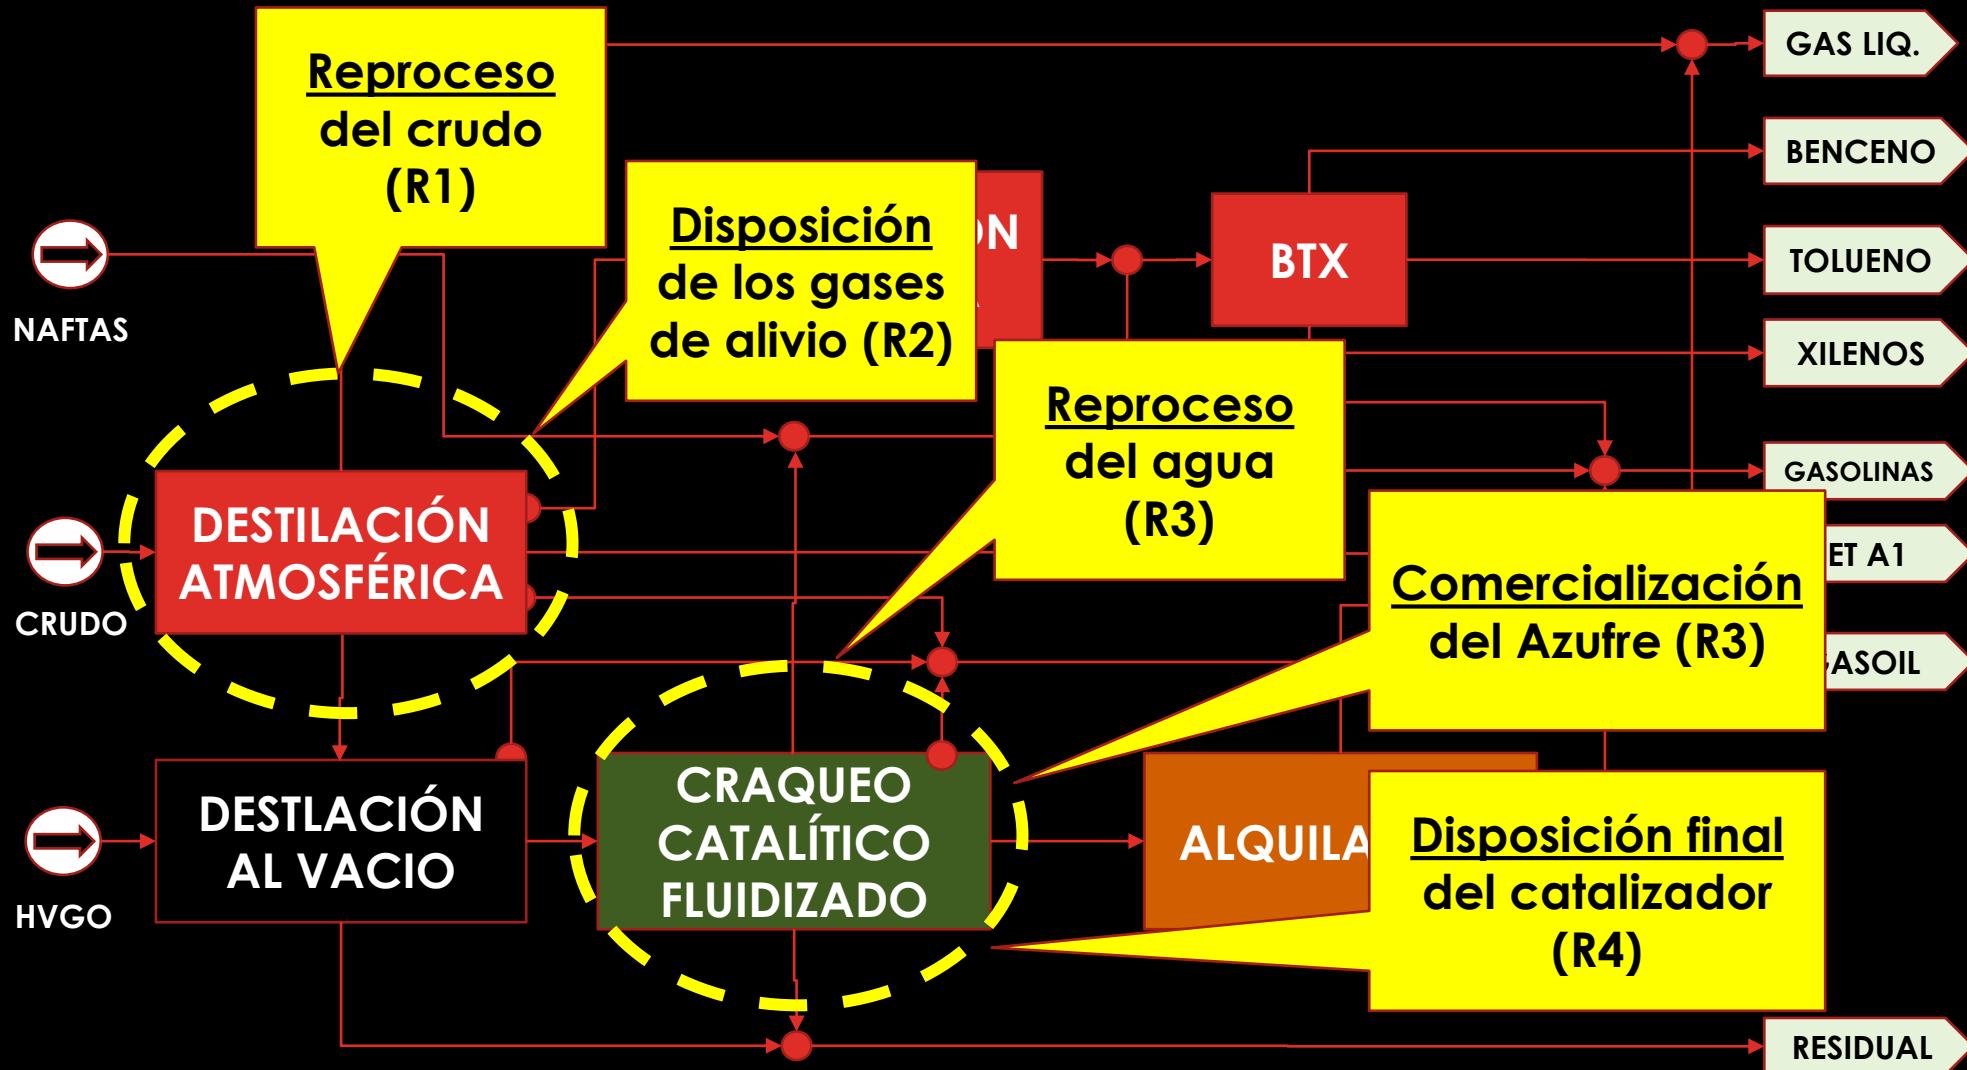 Reproceso
del crudo
(R1)
GAS LIQ.
BENCENO
Disposición
de los gases
de alivio (R2)
BTX
TOLUENO
NAFTAS
XILENOS
Reproceso
del agua
(R3)
GASOLINAS
DESTILACIÓN
ATMOSFÉRICA
CRUDO
Comercialización
del Azufre (R3)
ET A1
ASOIL
DESTLACIÓN
AL VACIO
HVGO
CRAQUEO
CATALÍTICO
FLUIDIZADO
ALQUILA
Disposición final
del catalizador
(R4)
RESIDUAL